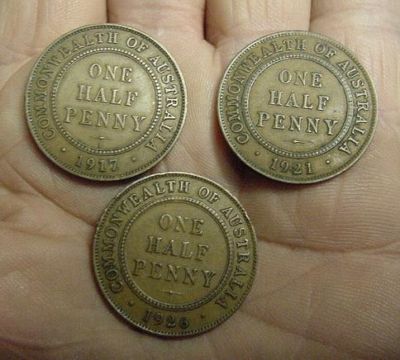 COMMONWEALTH OF AUSTRALIA
ONE
HALF
PENNY
1917
COMMONWEALTH OF AUSTRALIA
ONE
HALF
PENNY
1921
COMMONWEALTH OF AUSTRALIA
ONE
HALF
PENNY
1926